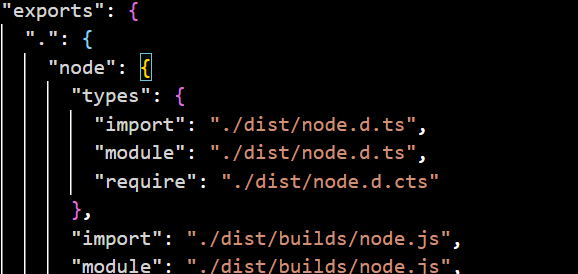 "exports": {
".": {
"node": {
"types": {
"import": "./dist/node.d.ts",
"module": "./dist/node.d.ts",
"require": "./dist/node.d.cts"
},
"import": "./dist/builds/node.js",
"module": "./dist/builds/node.js",